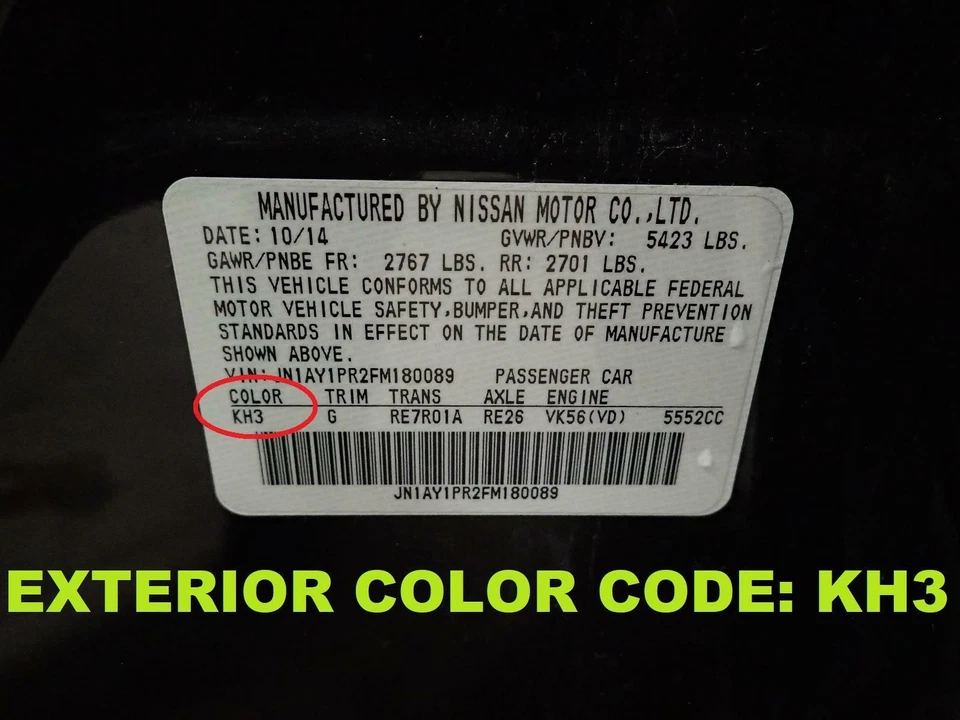 MANUFACTURED BY NISSAN MOTOR CO.,LTD.
DATE: 10/14 GVWR/PNBV: 5423 LBS.
GAWR/PNBE FR: 2767 LBS. RR: 2701 LBS.
THIS VEHICLE CONFORMS TO ALL APPLICABLE FEDERAL
MOTOR VEHICLE SAFETY,BUMPER,AND THEFT PREVENTION
STANDARDS IN EFFECT ON THE DATE OF MANUFACTURE
SHOWN ABOVE.
VIN: JN1AY1PR2FM180089 PASSENGER CAR
COLOR TRIM TRANS AXLE ENGINE
KH3 G RE7R01A RE26 VK56(VD) 5552CC
JN1AY1PR2FM180089
EXTERIOR COLOR CODE: KH3